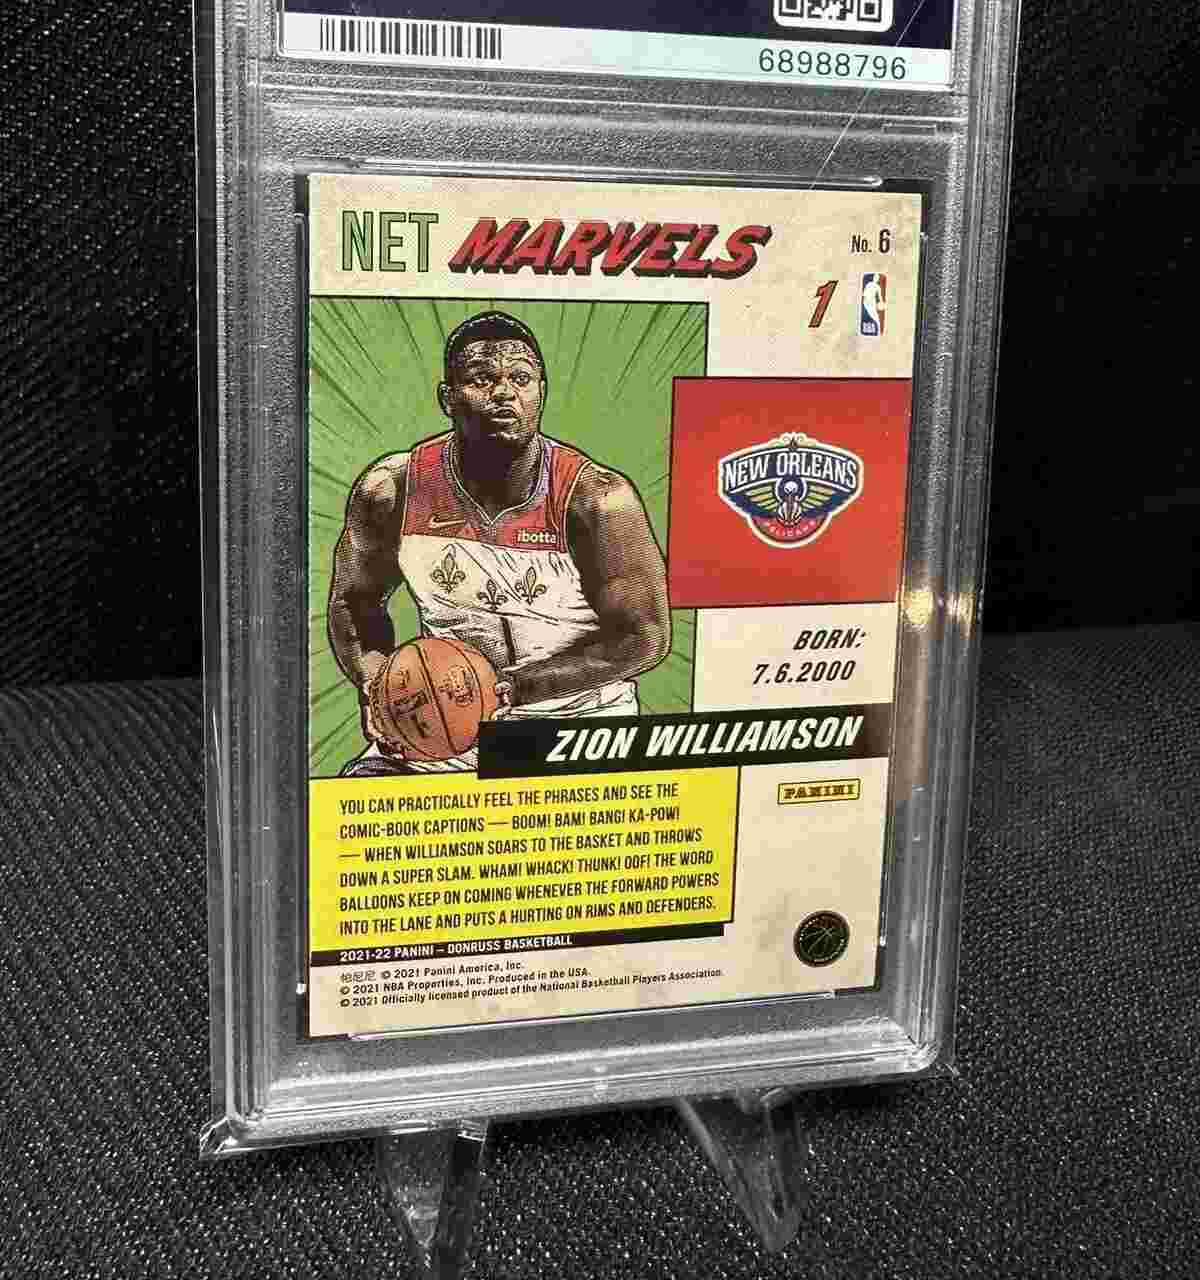 68988796
NET MARVELS
No. 6
1
NBA
NEW ORLEANS
PELICANS
ibotta
BORN:
7.6.2000
ZION WILLIAMSON
PANINI
YOU CAN PRACTICALLY FEEL THE PHRASES AND SEE THE
COMIC-BOOK CAPTIONS — BOOM! BAM! BANG! KA-POW!
— WHEN WILLIAMSON SOARS TO THE BASKET AND THROWS
DOWN A SUPER SLAM. WHAM! WHACK! THUNK! OOF! THE WORD
BALLOONS KEEP ON COMING WHENEVER THE FORWARD POWERS
INTO THE LANE AND PUTS A HURTING ON RIMS AND DEFENDERS.
2021-22 PANINI – DONRUSS BASKETBALL
© 2021 Panini America, Inc.
© 2021 NBA Properties, Inc. Produced in the USA.
© 2021 Officially licensed product of the National Basketball Players Association.